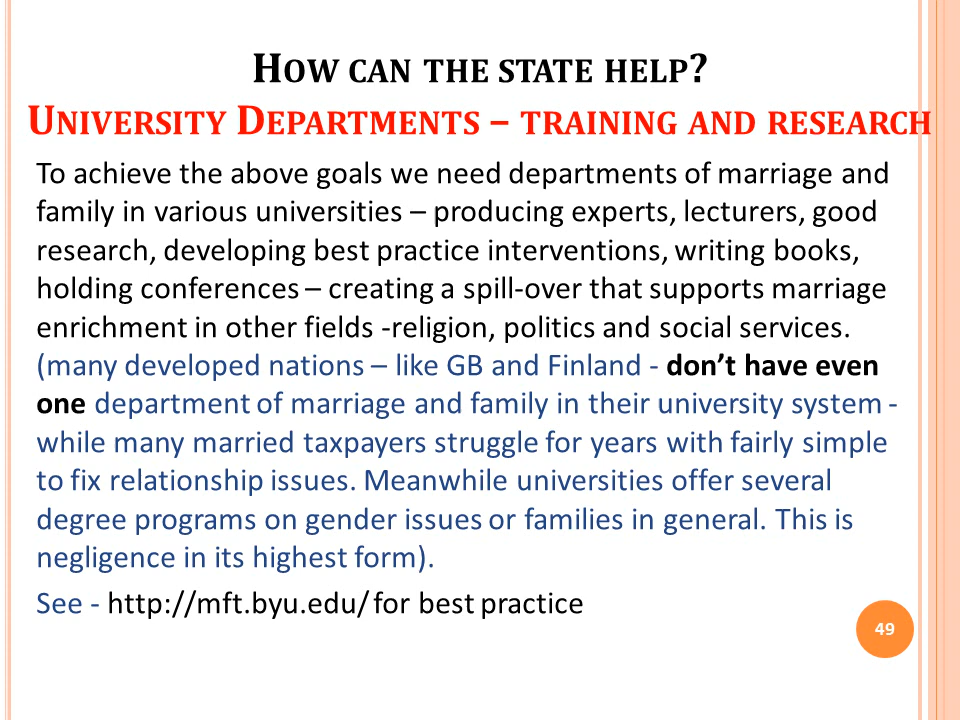 How can the state help?
University Departments – training and research
To achieve the above goals we need departments of marriage and
family in various universities – producing experts, lecturers, good
research, developing best practice interventions, writing books,
holding conferences – creating a spill-over that supports marriage
enrichment in other fields -religion, politics and social services.
(many developed nations – like GB and Finland - don’t have even
one department of marriage and family in their university system -
while many married taxpayers struggle for years with fairly simple
to fix relationship issues. Meanwhile universities offer several
degree programs on gender issues or families in general. This is
negligence in its highest form).
See - http://mft.byu.edu/ for best practice
49